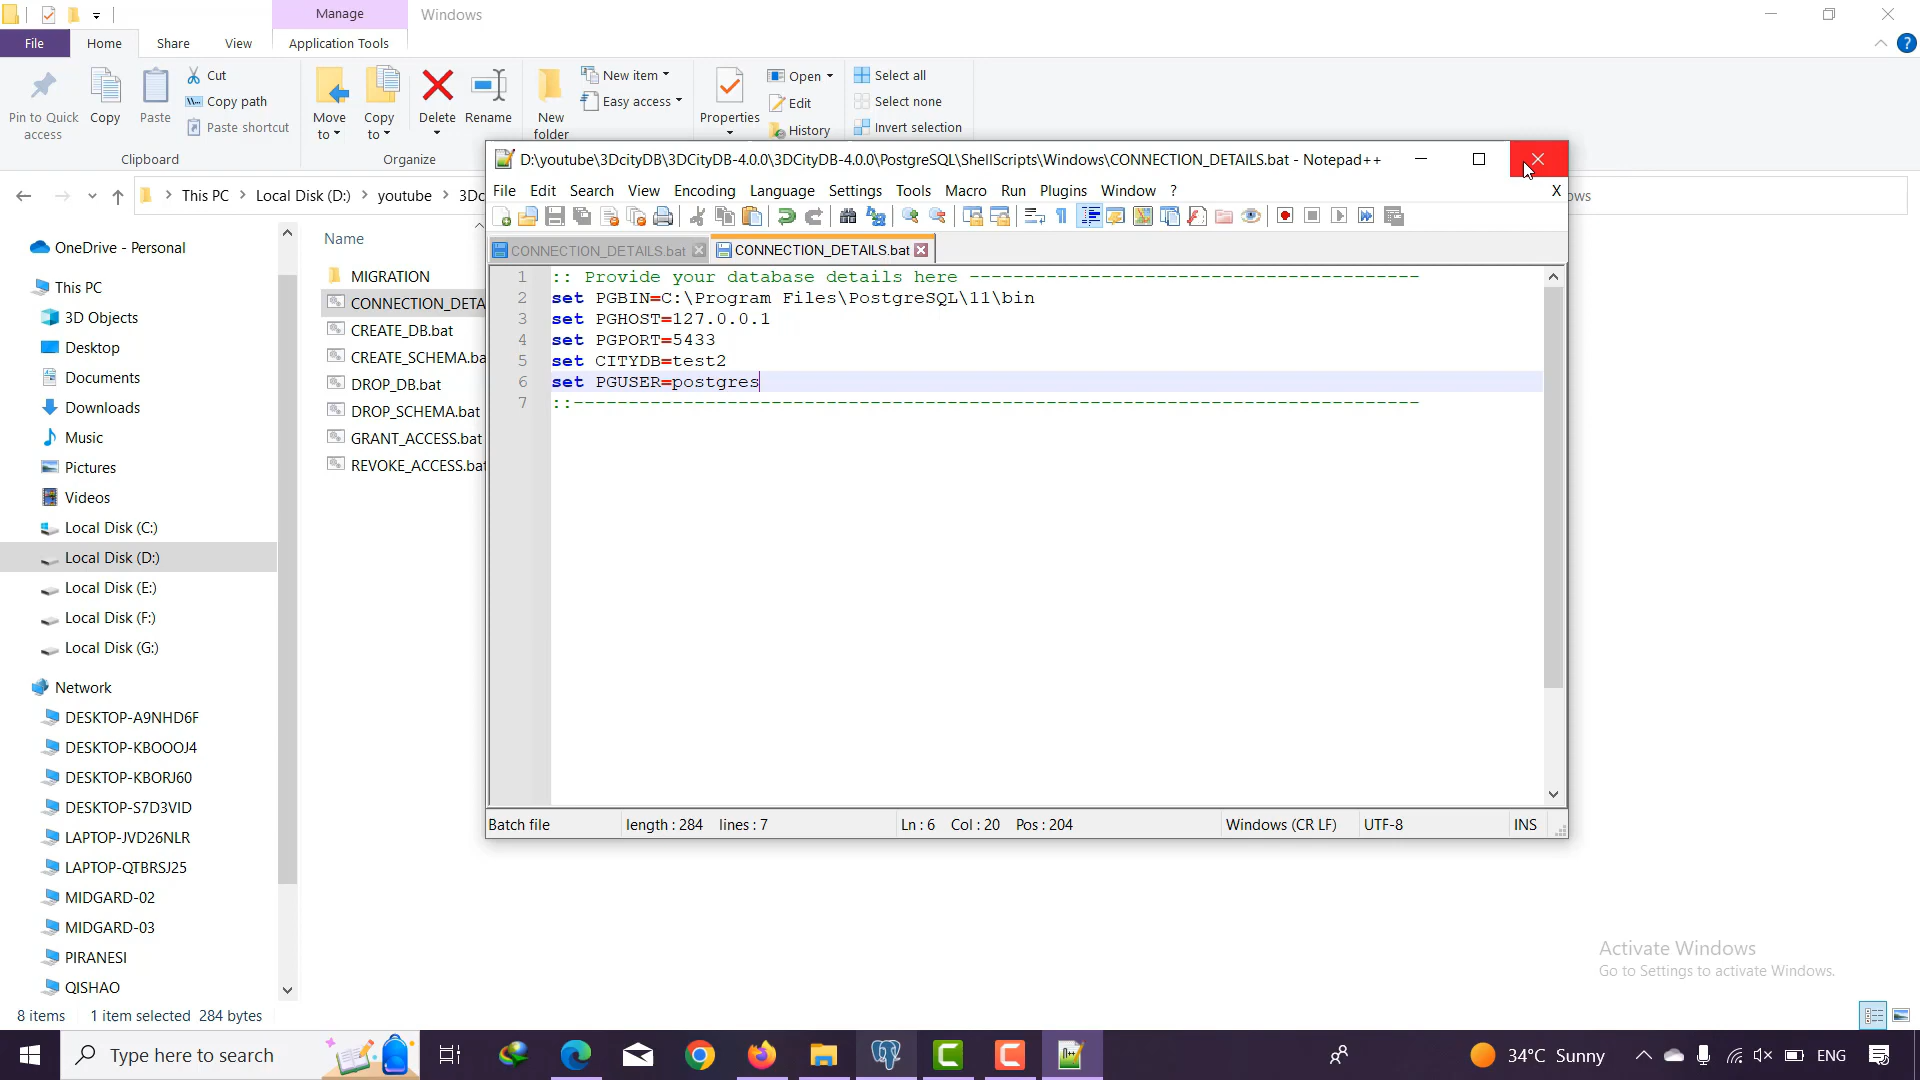 Manage
Windows
File
Home
Share
View
Application Tools
Pin to Quick access
Copy
Paste
Cut
Copy path
Paste shortcut
Move to
Copy to
Delete
Rename
New folder
New item
Easy access
Properties
Open
Edit
History
Select all
Select none
Invert selection
Clipboard
Organize
This PC
Local Disk (D:)
youtube
3Dc
ows
OneDrive - Personal
This PC
3D Objects
Desktop
Documents
Downloads
Music
Pictures
Videos
Local Disk (C:)
Local Disk (D:)
Local Disk (E:)
Local Disk (F:)
Local Disk (G:)
Network
DESKTOP-A9NHD6F
DESKTOP-KBOOOJ4
DESKTOP-KBORJ60
DESKTOP-S7D3VID
LAPTOP-JVD26NLR
LAPTOP-QTBRSJ25
MIDGARD-02
MIDGARD-03
PIRANESI
QISHAO
Name
MIGRATION
CONNECTION_DETA
CREATE_DB.bat
CREATE_SCHEMA.ba
DROP_DB.bat
DROP_SCHEMA.bat
GRANT_ACCESS.bat
REVOKE_ACCESS.bat
D:\youtube\3DcityDB\3DCityDB-4.0.0\3DCityDB-4.0.0\PostgreSQL\ShellScripts\Windows\CONNECTION_DETAILS.bat - Notepad++
File Edit Search View Encoding Language Settings Tools Macro Run Plugins Window ?
X
CONNECTION_DETAILS.bat
CONNECTION_DETAILS.bat
1 :: Provide your database details here -----------------------------------------
2 set PGBIN=C:\Program Files\PostgreSQL\11\bin
3 set PGHOST=127.0.0.1
4 set PGPORT=5433
5 set CITYDB=test2
6 set PGUSER=postgres
7 ::-----------------------------------------------------------------------------
Batch file
length : 284 lines : 7
Ln : 6 Col : 20 Pos : 204
Windows (CR LF)
UTF-8
INS
Activate Windows
Go to Settings to activate Windows.
8 items
1 item selected 284 bytes
Type here to search
34°C Sunny
ENG